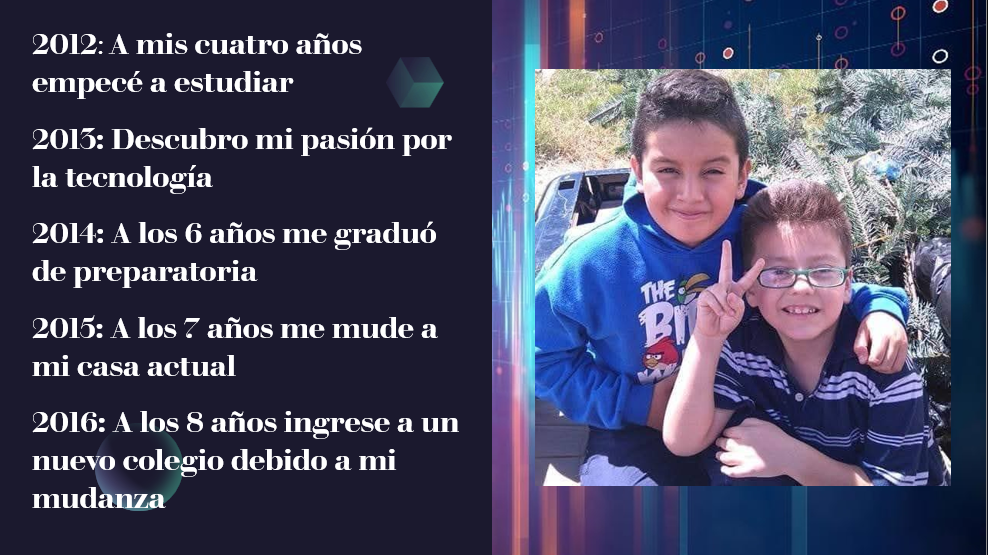 2012: A mis cuatro años
empecé a estudiar
2013: Descubro mi pasión por
la tecnología
2014: A los 6 años me graduó
de preparatoria
2015: A los 7 años me mude a
mi casa actual
2016: A los 8 años ingrese a un
nuevo colegio debido a mi
mudanza
THE